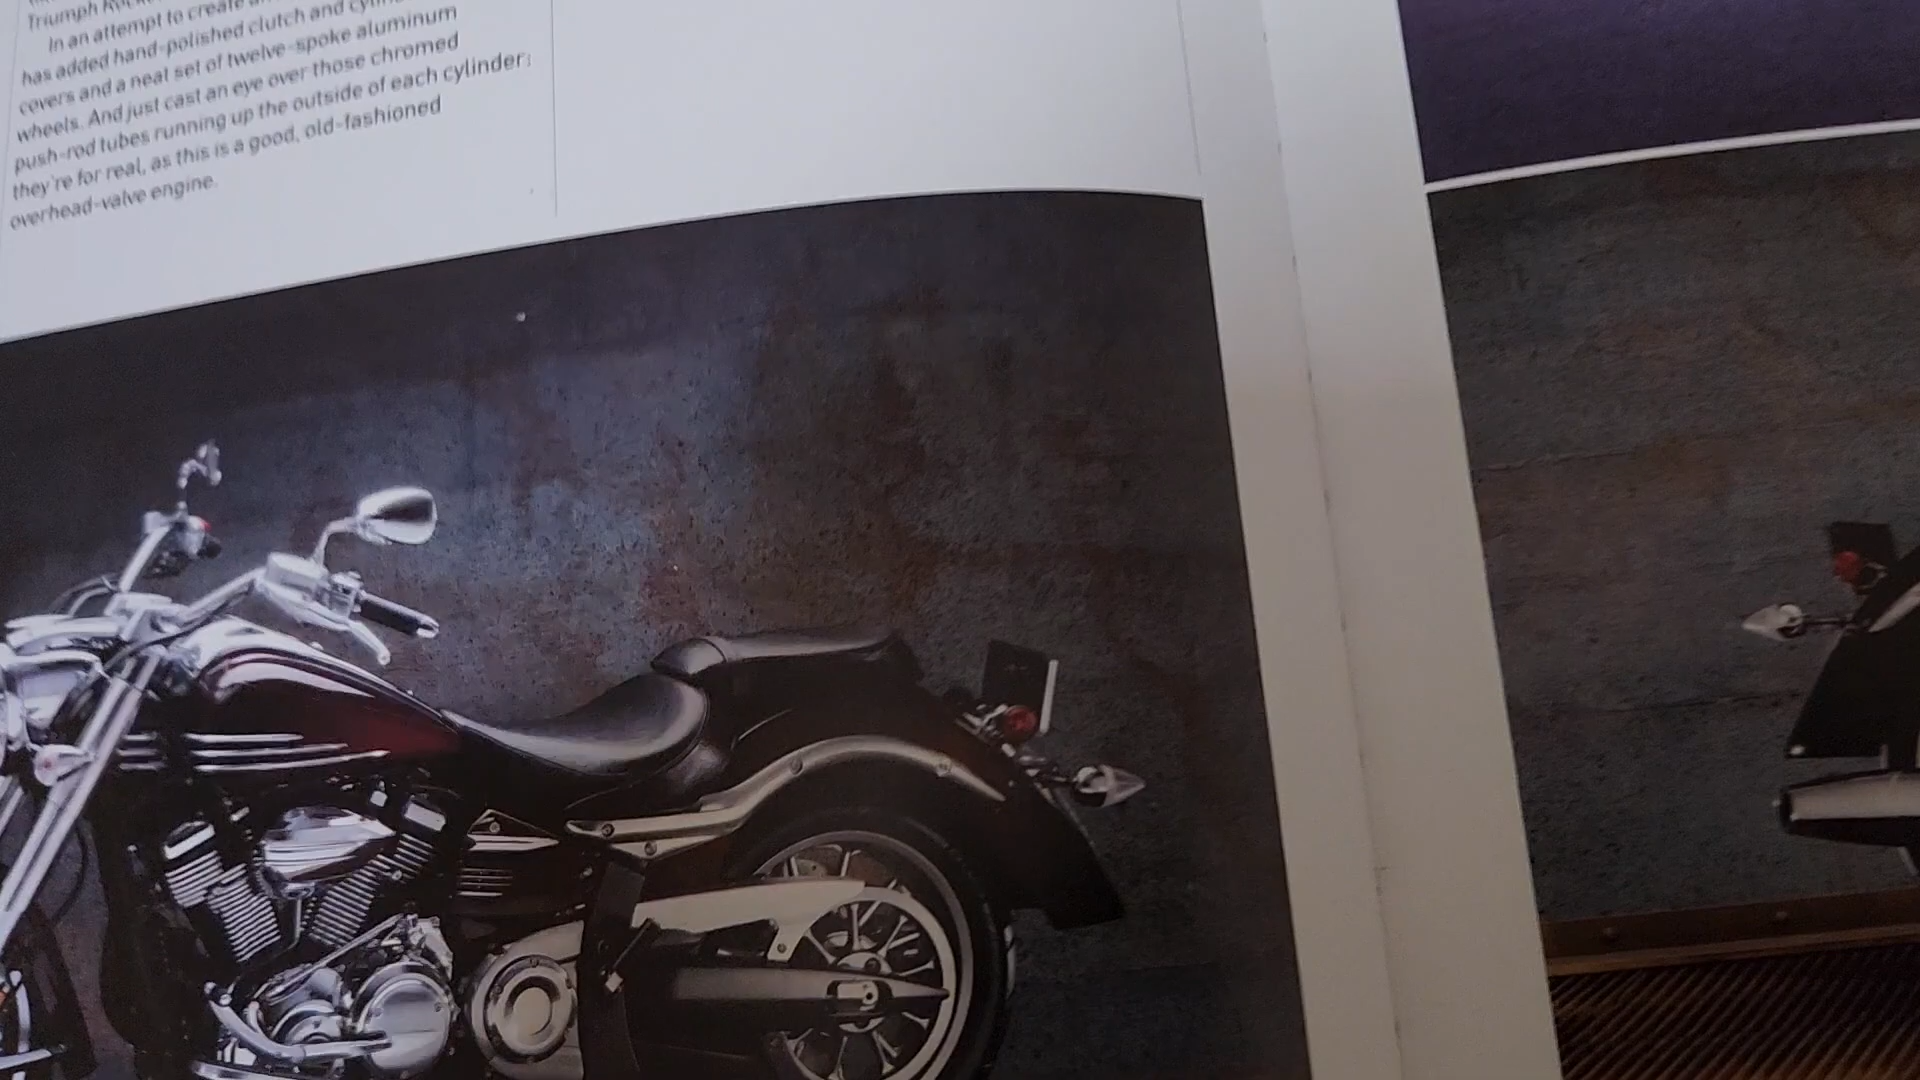 Triumph
In an attempt to create
has added hand-polished clutch and
covers and a neat set of twelve-spoke aluminum
wheels. And just cast an eye over those chromed
push-rod tubes running up the outside of each cylinder;
they're for real, as this is a good, old-fashioned
overhead-valve engine.